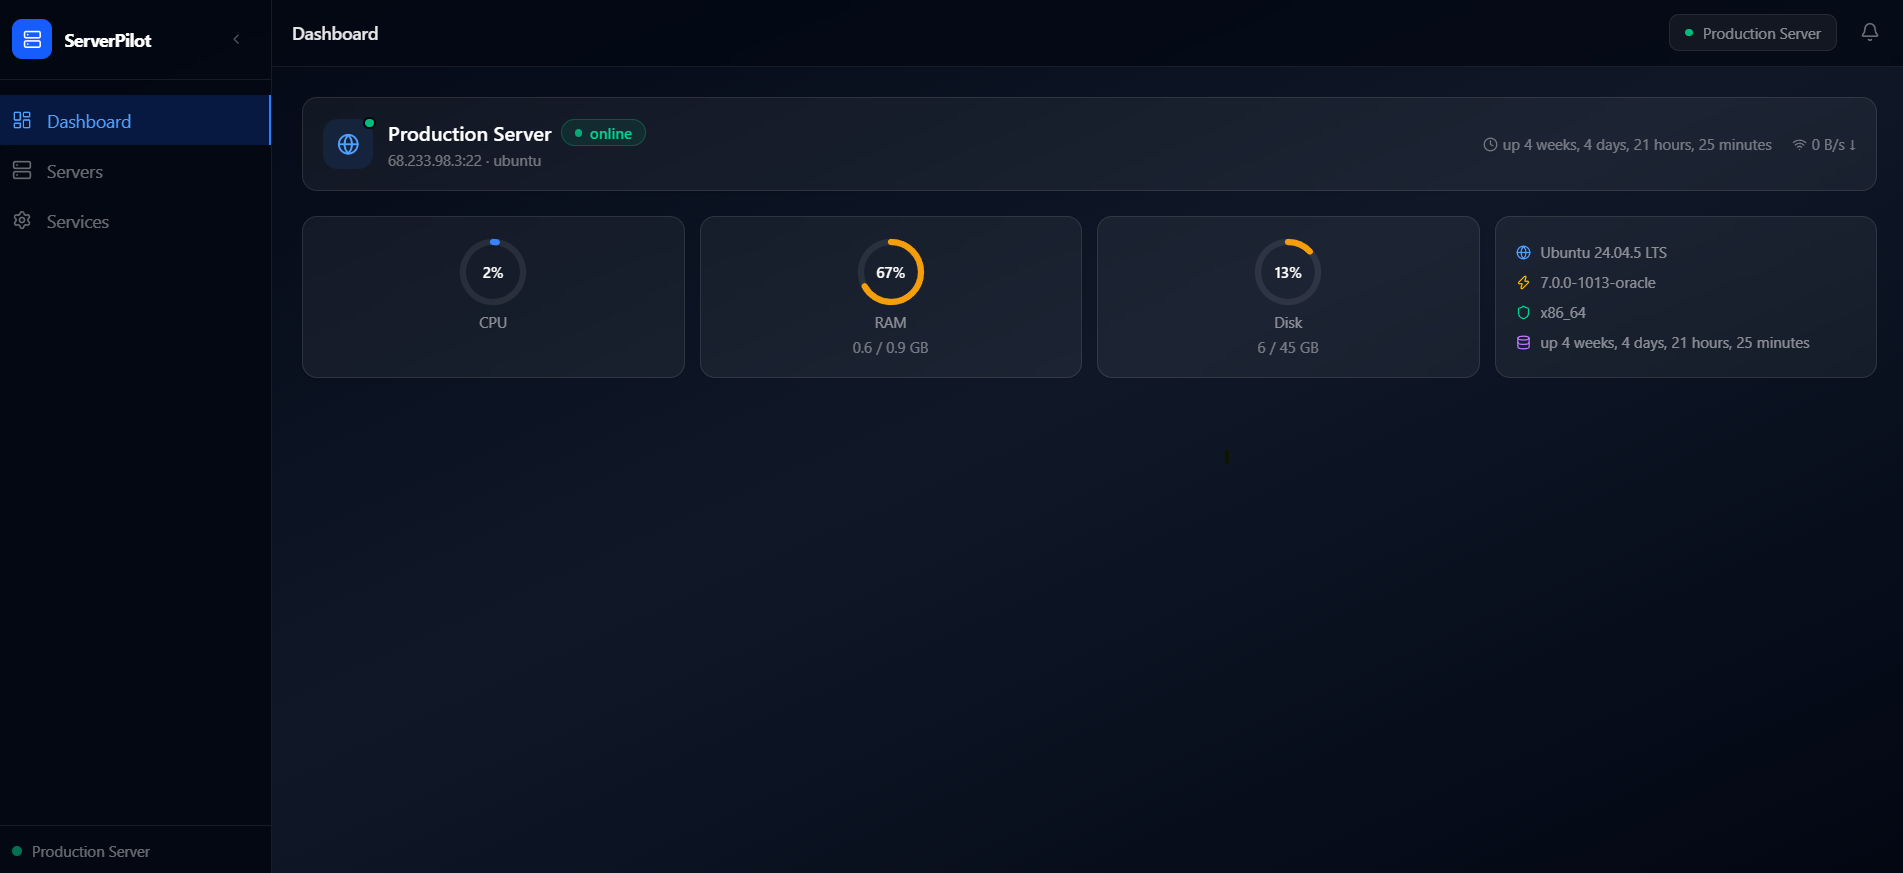 ServerPilot
Dashboard
Production Server
Dashboard
Servers
Services
Production Server online
68.233.98.3:22 · ubuntu
up 4 weeks, 4 days, 21 hours, 25 minutes 0 B/s ↓
2%
CPU
67%
RAM
0.6 / 0.9 GB
13%
Disk
6 / 45 GB
Ubuntu 24.04.5 LTS
7.0.0-1013-oracle
x86_64
up 4 weeks, 4 days, 21 hours, 25 minutes
Production Server